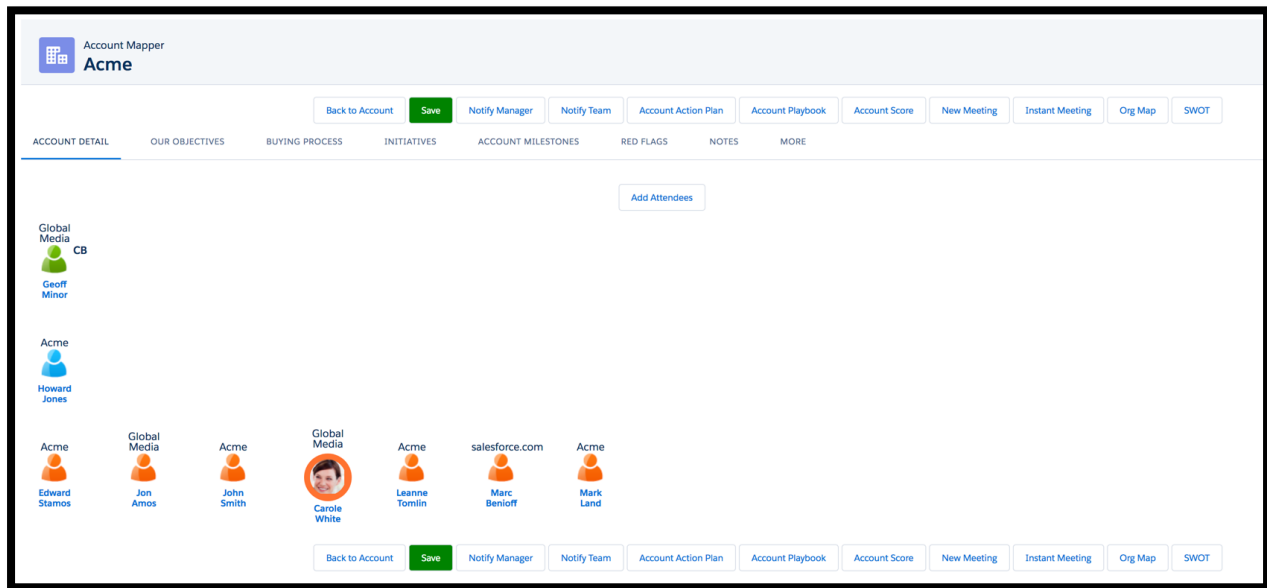 Account Mapper
Acme
Back to Account Save Notify Manager Notify Team Account Action Plan Account Playbook Account Score New Meeting Instant Meeting Org Map SWOT
ACCOUNT DETAIL OUR OBJECTIVES BUYING PROCESS INITIATIVES ACCOUNT MILESTONES RED FLAGS NOTES MORE
Add Attendees
Global
Media
CB
Geoff
Minor
Acme
Howard
Jones
Acme
Edward
Stamos
Global
Media
Jon
Amos
Acme
John
Smith
Global
Media
Carole
White
Acme
Leanne
Tomlin
salesforce.com
Marc
Benioff
Acme
Mark
Land
Back to Account Save Notify Manager Notify Team Account Action Plan Account Playbook Account Score New Meeting Instant Meeting Org Map SWOT